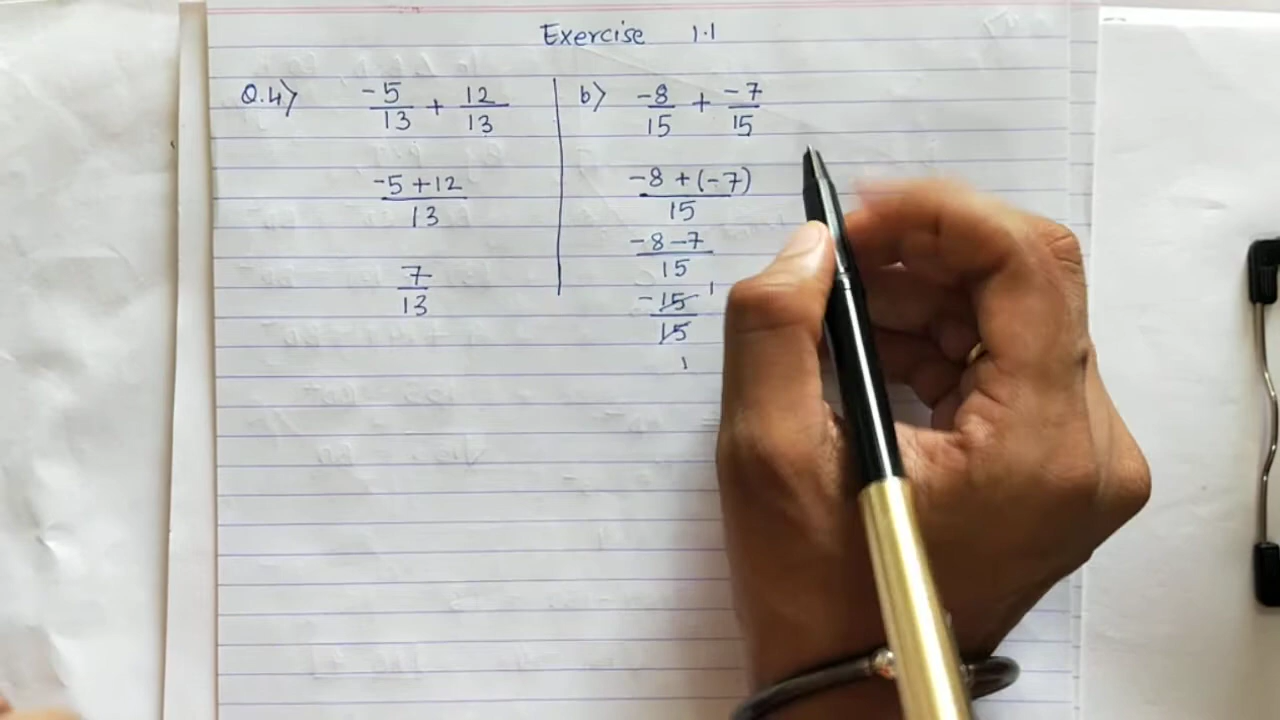 Exercise 1.1
Q.4) -5/13 + 12/13
-5+12/13
7/13
b) -8/15 + -7/15
-8+(-7)/15
-8-7/15
-15/15 1
1